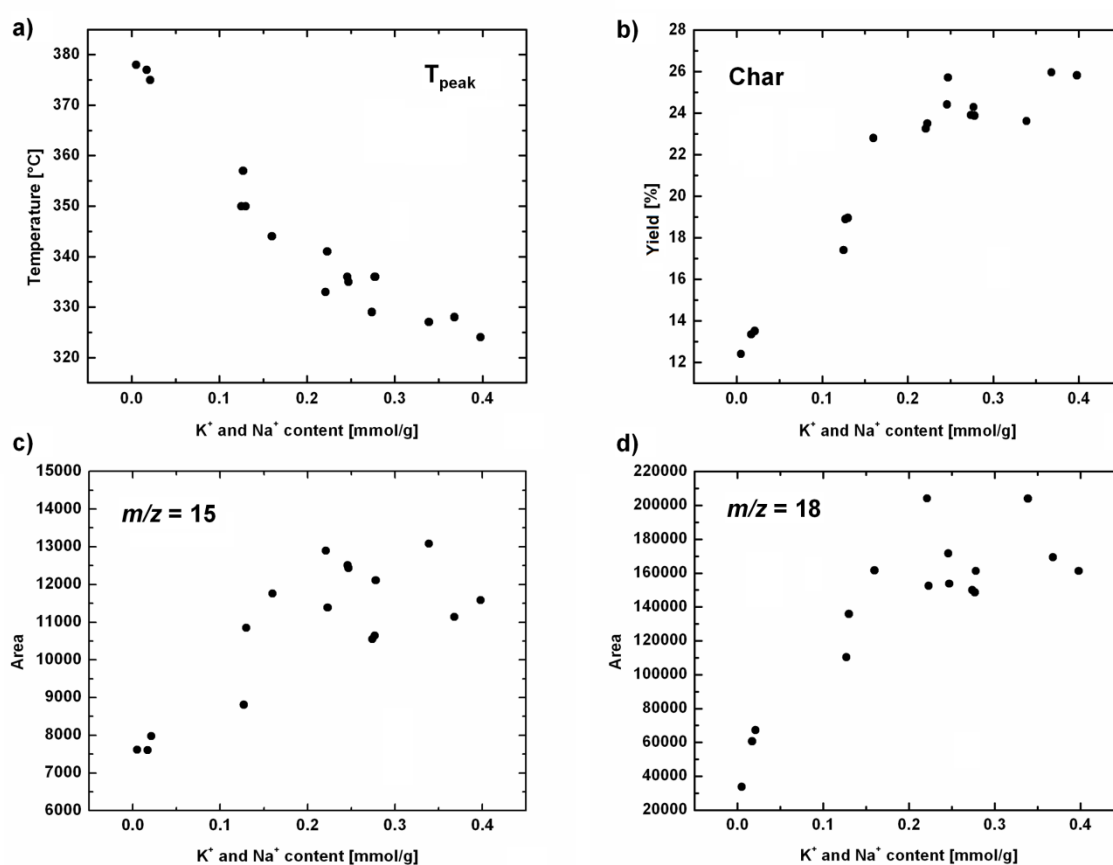 a)
T_peak
380
370
360
350
340
330
320
Temperature [°C]
0.0 0.1 0.2 0.3 0.4
K⁺ and Na⁺ content [mmol/g]
b)
Char
28
26
24
22
20
18
16
14
12
Yield [%]
0.0 0.1 0.2 0.3 0.4
K⁺ and Na⁺ content [mmol/g]
c)
m/z = 15
15000
14000
13000
12000
11000
10000
9000
8000
7000
6000
Area
0.0 0.1 0.2 0.3 0.4
K⁺ and Na⁺ content [mmol/g]
d)
m/z = 18
220000
200000
180000
160000
140000
120000
100000
80000
60000
40000
20000
Area
0.0 0.1 0.2 0.3 0.4
K⁺ and Na⁺ content [mmol/g]